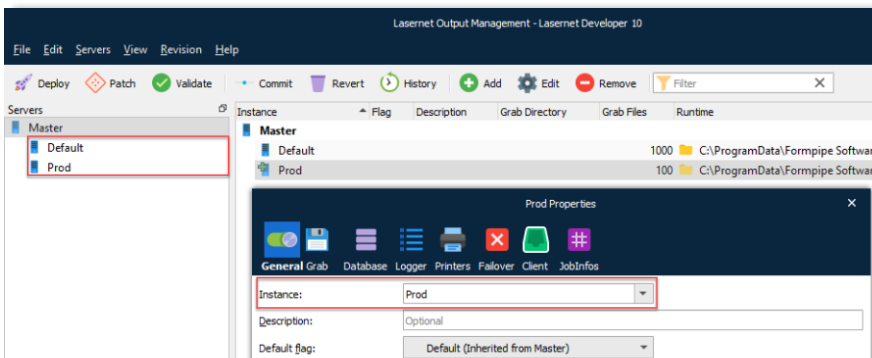 Lasernet Output Management - Lasernet Developer 10
File Edit Servers View Revision Help
Deploy Patch Validate Commit Revert History Add Edit Remove Filter
Servers
Master
Default
Prod
Instance Flag Description Grab Directory Grab Files Runtime
Master
Default 1000 C:\ProgramData\Formpipe Softwar
Prod 100 C:\ProgramData\Formpipe Softwar
Prod Properties
General Grab Database Logger Printers Failover Client JobInfos
Instance: Prod
Description: Optional
Default flag: Default (Inherited from Master)